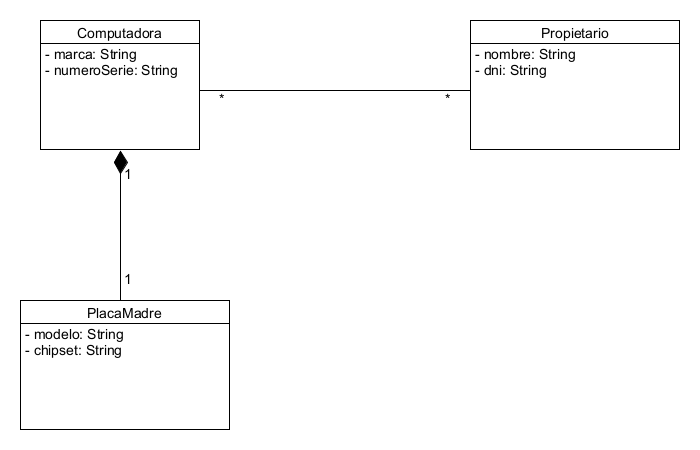 Computadora
- marca: String
- numeroSerie: String
Propietario
- nombre: String
- dni: String
*
*
1
1
PlacaMadre
- modelo: String
- chipset: String